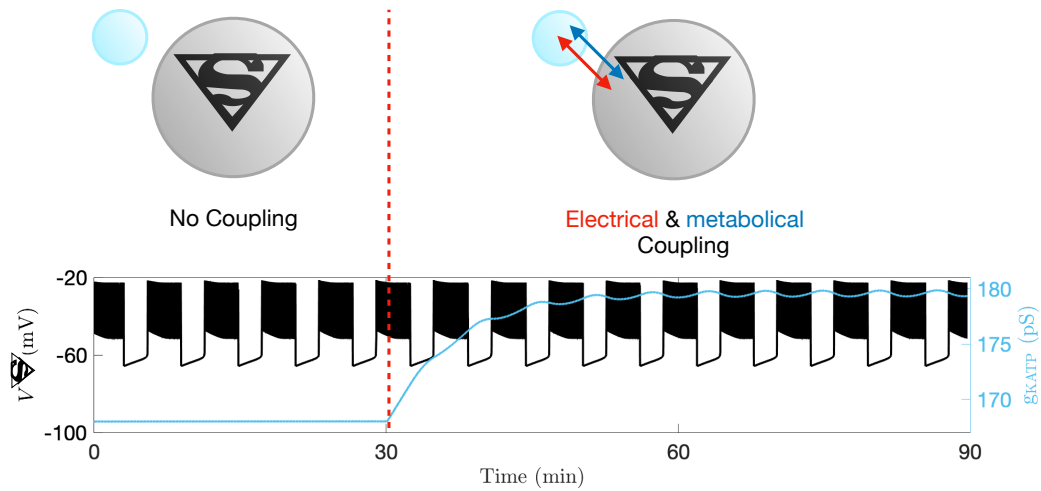 S
S
No Coupling
Electrical & metabolical
Coupling
-20
-60
-100
V S (mV)
180
175
170
gKATP (pS)
0
30
60
90
Time (min)